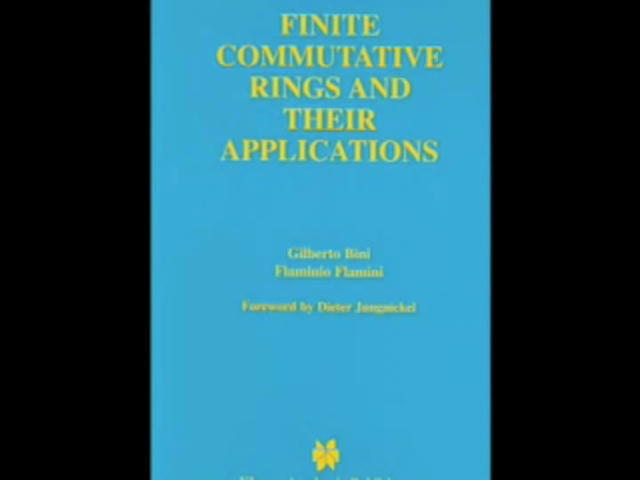 FINITE
COMMUTATIVE
RINGS AND
THEIR
APPLICATIONS
Gilberto Bini
Flaminio Flamini
Foreword by Dieter Jungnickel